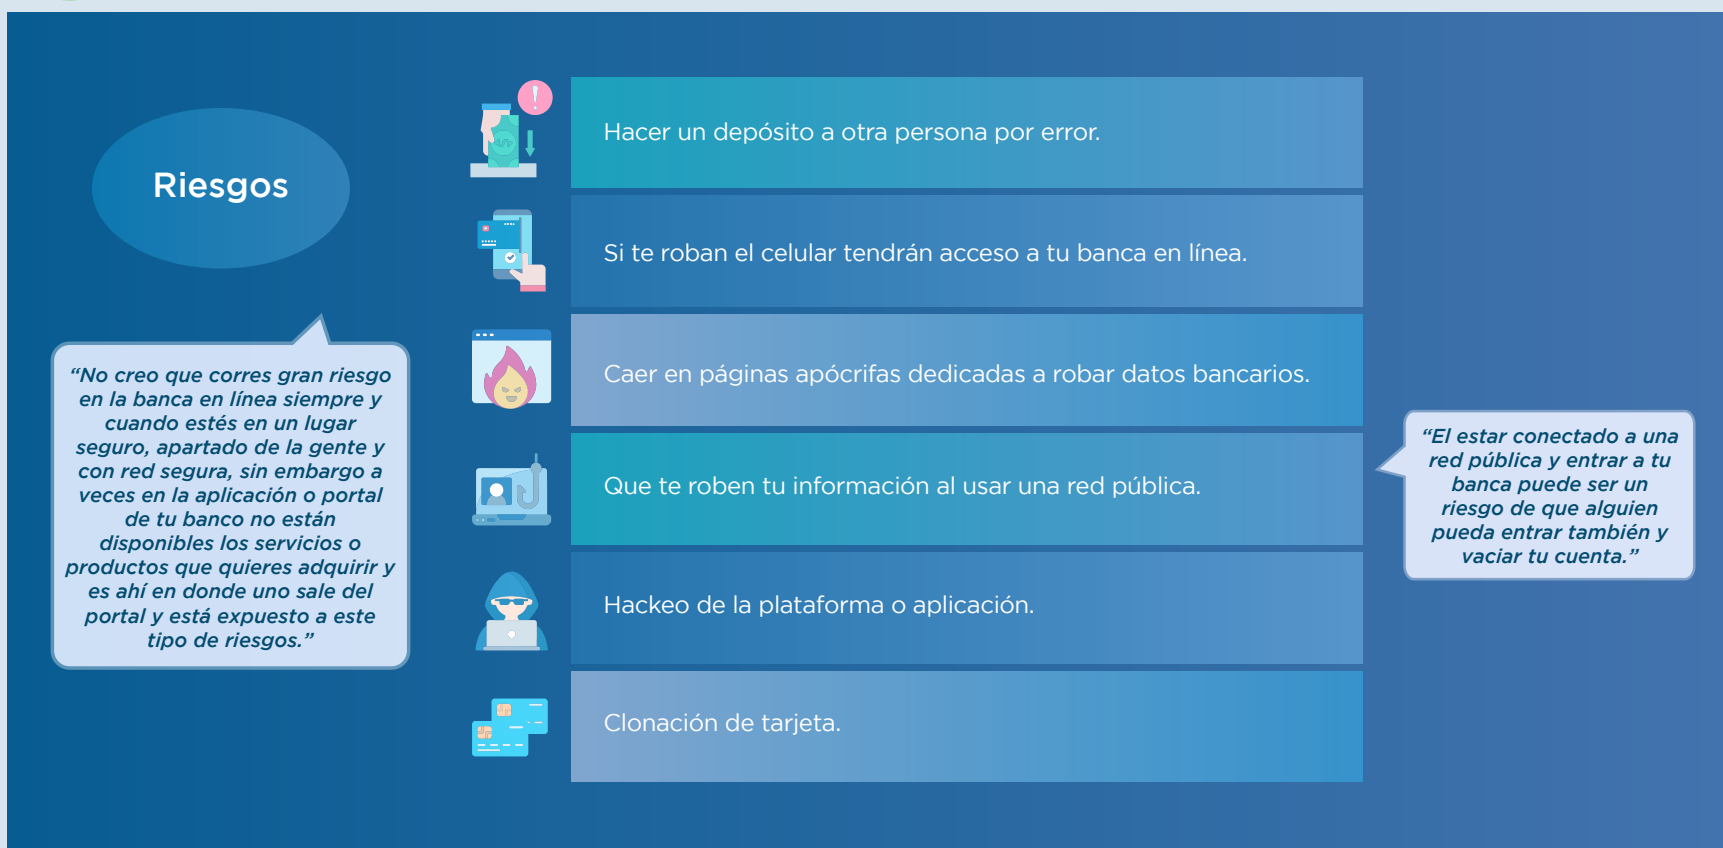 Riesgos
“No creo que corres gran riesgo
en la banca en línea siempre y
cuando estés en un lugar
seguro, apartado de la gente y
con red segura, sin embargo a
veces en la aplicación o portal
de tu banco no están
disponibles los servicios o
productos que quieres adquirir y
es ahí en donde uno sale del
portal y está expuesto a este
tipo de riesgos.”
Hacer un depósito a otra persona por error.
Si te roban el celular tendrán acceso a tu banca en línea.
Caer en páginas apócrifas dedicadas a robar datos bancarios.
Que te roben tu información al usar una red pública.
Hackeo de la plataforma o aplicación.
Clonación de tarjeta.
“El estar conectado a una
red pública y entrar a tu
banca puede ser un
riesgo de que alguien
pueda entrar también y
vaciar tu cuenta.”